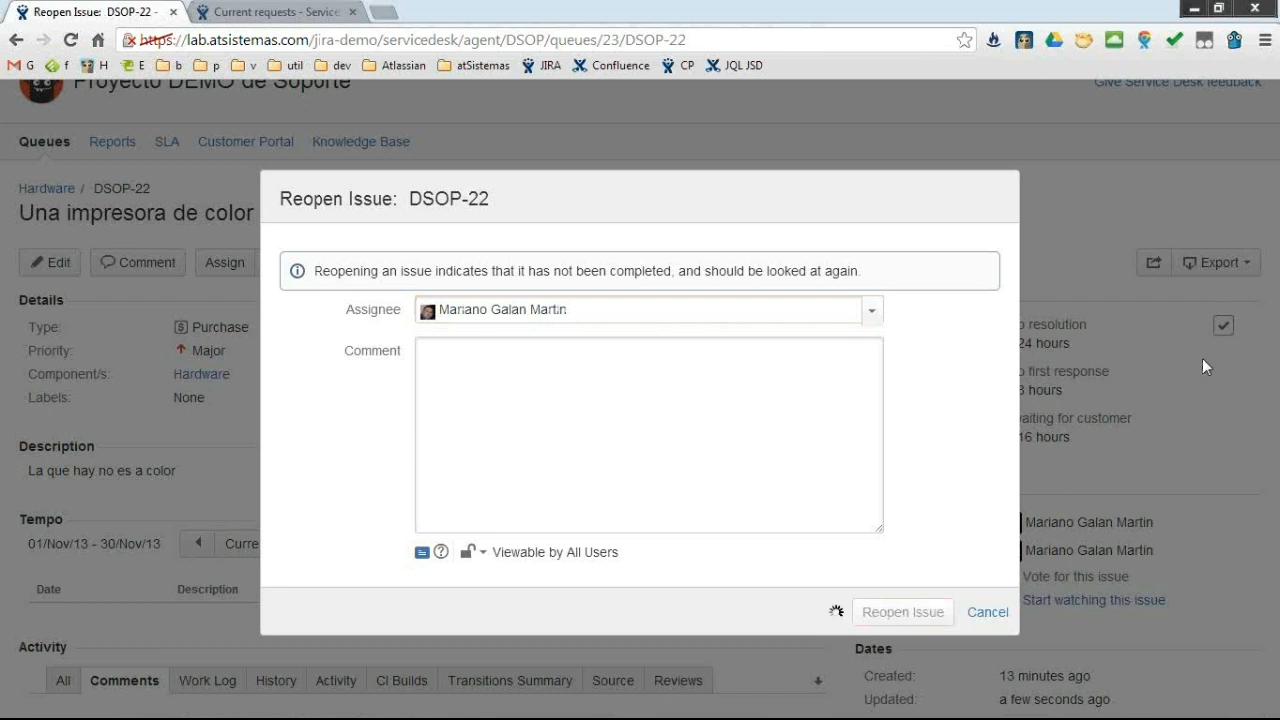 Reopen Issue: DSOP-22 -
Current requests - Service
https://lab.atsistemas.com/jira-demo/servicedesk/agent/DSOP/queues/23/DSOP-22
G f H E b p v util dev Atlassian atSistemas JIRA Confluence CP JQL JSD
Proyecto DEMO de Soporte
Give Service Desk feedback
Queues Reports SLA Customer Portal Knowledge Base
Hardware / DSOP-22
Una impresora de color
Edit Comment Assign
Export
Details
Type: Purchase
Priority: Major
Component/s: Hardware
Labels: None
Description
La que hay no es a color
Tempo
01/Nov/13 - 30/Nov/13 Curre
Date Description
Activity
All Comments Work Log History Activity CI Builds Transitions Summary Source Reviews
Reopen Issue: DSOP-22
Reopening an issue indicates that it has not been completed, and should be looked at again.
Assignee Mariano Galan Martin
Comment
Viewable by All Users
Reopen Issue Cancel
o resolution
24 hours
o first response
8 hours
waiting for customer
16 hours
Mariano Galan Martin
Mariano Galan Martin
Vote for this issue
Start watching this issue
Dates
Created: 13 minutes ago
Updated: a few seconds ago